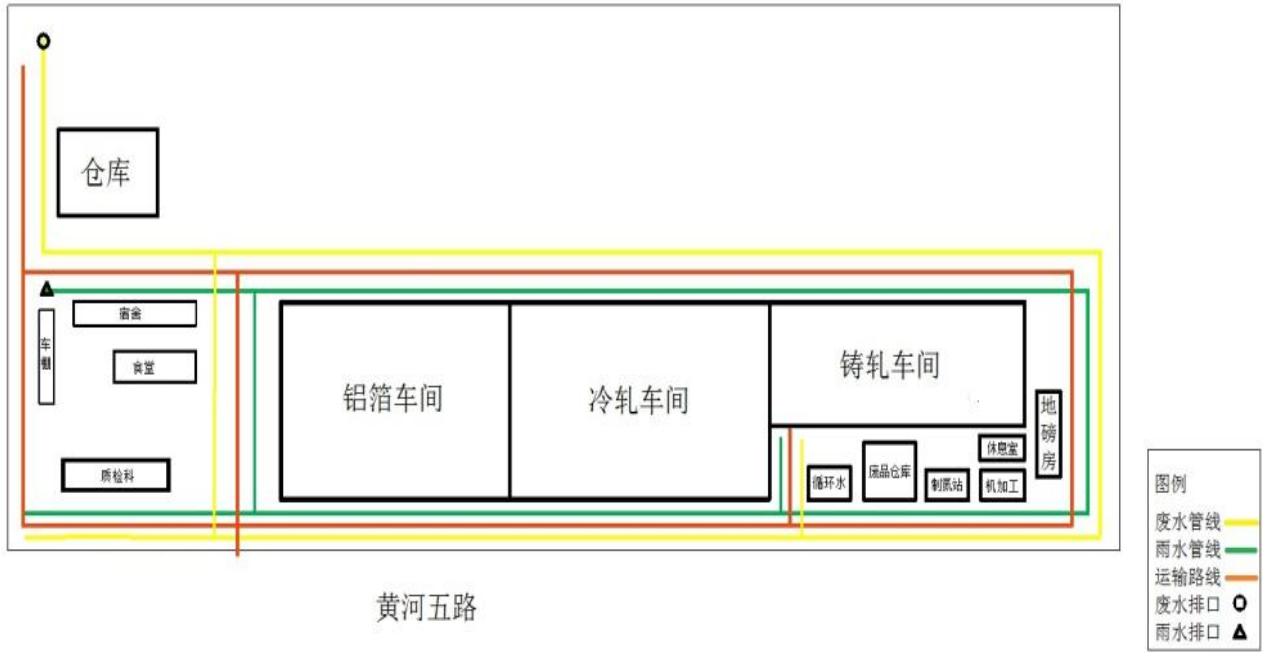 仓库
宿舍
车棚
食堂
质检科
铝箔车间
冷轧车间
铸轧车间
地磅房
休息室
循环水
废品仓库
制氮站
机加工
黄河五路
图例
废水管线
雨水管线
运输路线
废水排口
雨水排口